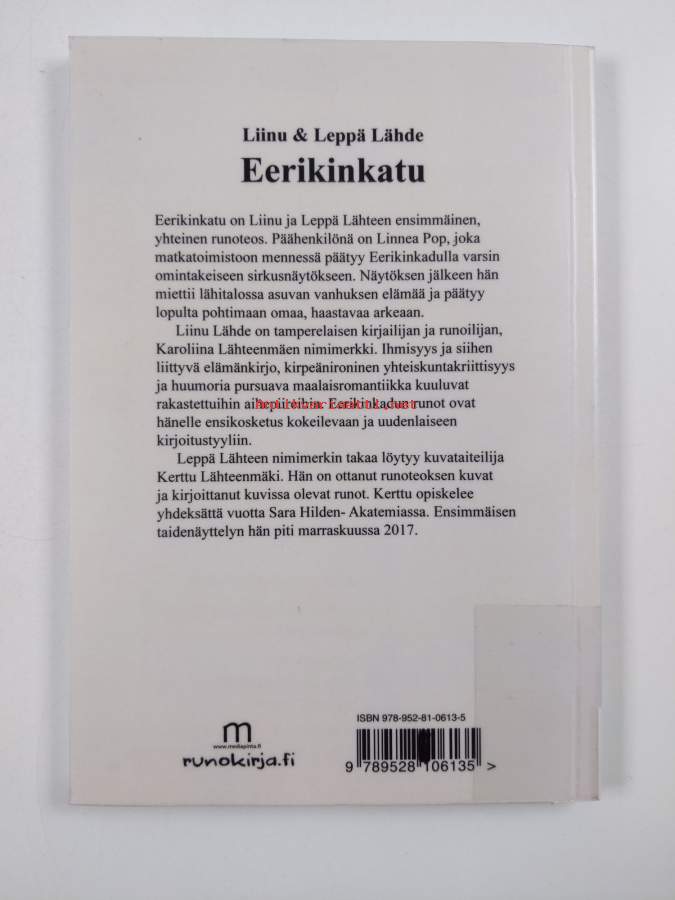 Liinu & Leppä Lähde
Eerikinkatu
Eerikinkatu on Liinu ja Leppä Lähteen ensimmäinen,
yhteinen runoteos. Päähenkilönä on Linnea Pop, joka
matkatoimistoon mennessä päätyy Eerikinkadulla varsin
omintakeiseen sirkusnäytökseen. Näytöksen jälkeen hän
miettii lähitalossa asuvan vanhuksen elämää ja päätyy
lopulta pohtimaan omaa, haastavaa arkeaan.
Liinu Lähde on tamperelaisen kirjailijan ja runoilijan,
Karoliina Lähteenmäen nimimerkki. Ihmisyys ja siihen
liittyvä elämänkirjo, kirpeänironinen yhteiskuntakriittisyys
ja huumoria pursuava maalaisromantiikka kuuluvat
rakastettuihin aihepiireihin. Eerikinkadun runot ovat
hänelle ensikosketus kokeilevaan ja uudenlaiseen
kirjoitustyyliin.
Leppä Lähteen nimimerkin takaa löytyy kuvataiteilija
Kerttu Lähteenmäki. Hän on ottanut runoteoksen kuvat
ja kirjoittanut kuvissa olevat runot. Kerttu opiskelee
yhdeksättä vuotta Sara Hilden- Akatemiassa. Ensimmäisen
taidenäyttelyn hän piti marraskuussa 2017.
Antikvariaatti.net
m
www.mediapinta.fi
runokirja.fi
ISBN 978-952-81-0613-5
9 789528 106135 >